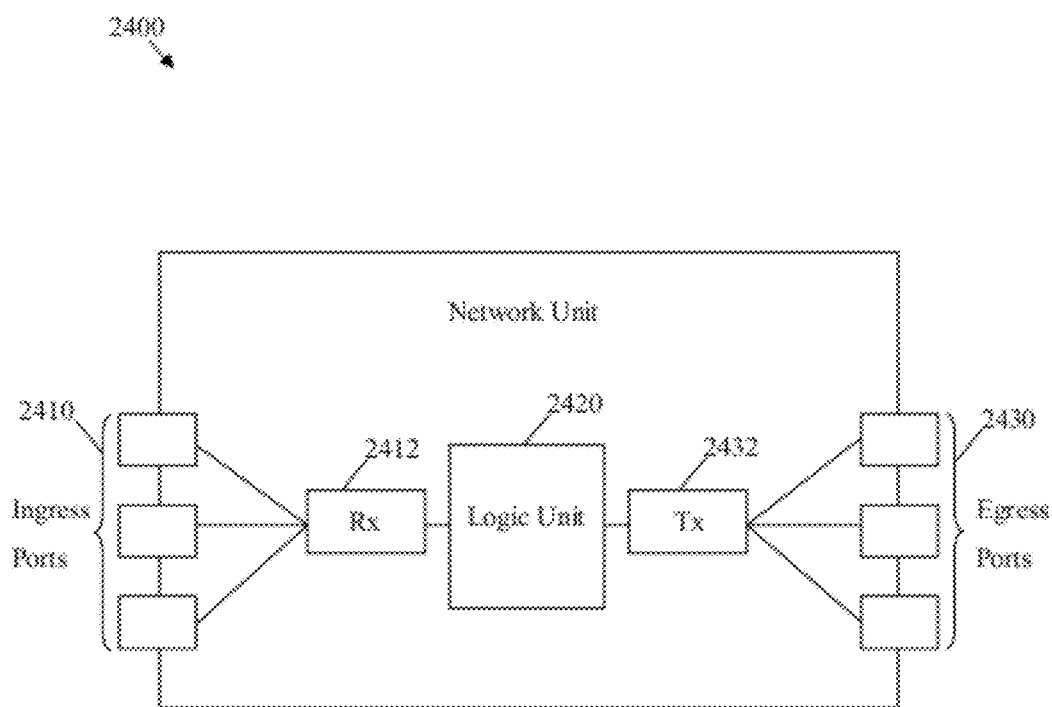 2400
Network Unit
2410
2420
2430
2412
2432
Ingress
Ports
Rx
Logic Unit
Tx
Egress
Ports